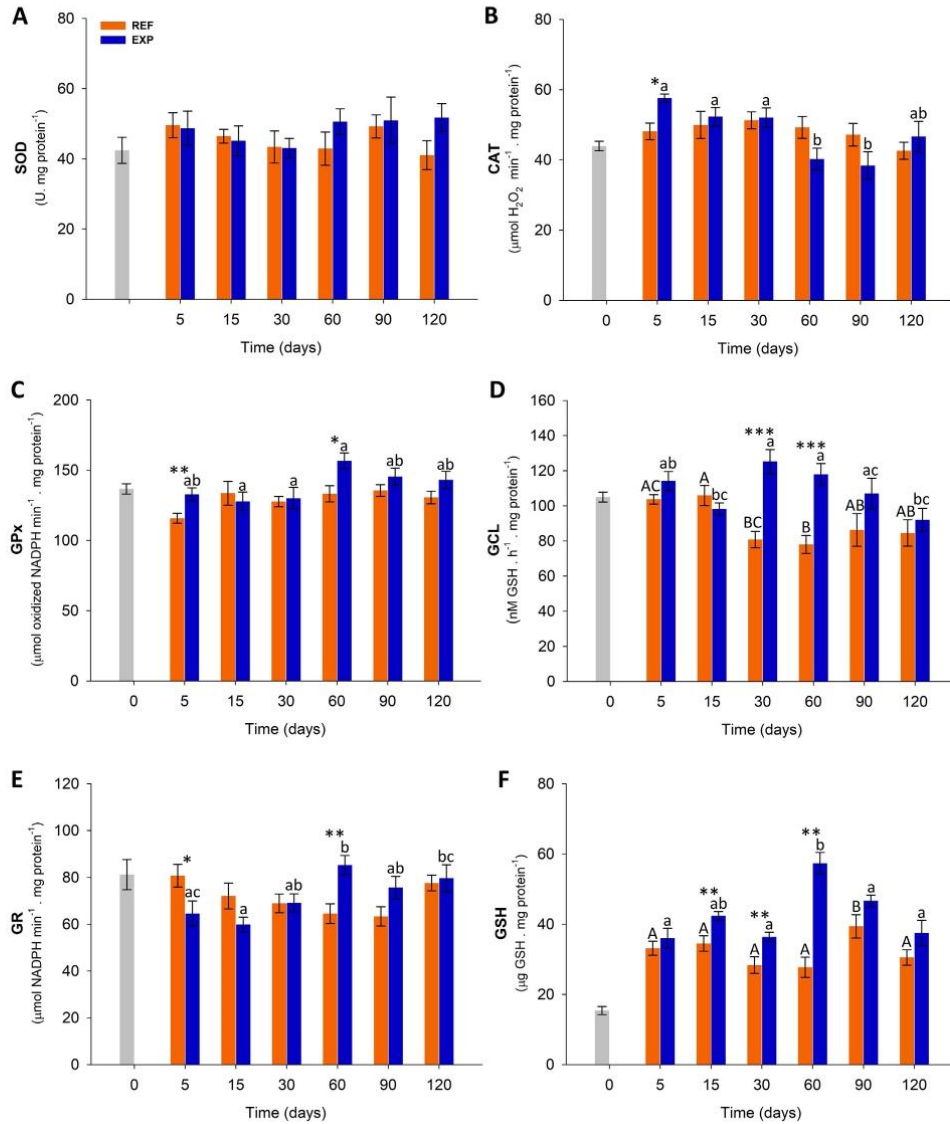 A
80
60
40
20
0
SOD
(U. mg protein⁻¹)
REF
EXP
5 15 30 60 90 120
Time (days)
B
80
60
40
20
0
CAT
(µmol H₂O₂ min⁻¹ . mg protein⁻¹)
* a a a b b ab
0 5 15 30 60 90 120
Time (days)
C
200
150
100
50
0
GPx
(µmol oxidized NADPH min⁻¹ . mg protein⁻¹)
** ab a a * a ab ab
0 5 15 30 60 90 120
Time (days)
D
160
140
120
100
80
60
40
20
0
GCL
(nM GSH . h⁻¹ . mg protein⁻¹)
*** ***
AC ab A bc BC a B a AB ac AB bc
0 5 15 30 60 90 120
Time (days)
E
120
100
80
60
40
20
0
GR
(µmol NADPH min⁻¹ . mg protein⁻¹)
* ac a ab ** b ab bc
0 5 15 30 60 90 120
Time (days)
F
80
60
40
20
0
GSH
(µg GSH . mg protein⁻¹)
** ** **
A a A ab A a A b B a A a
0 5 15 30 60 90 120
Time (days)